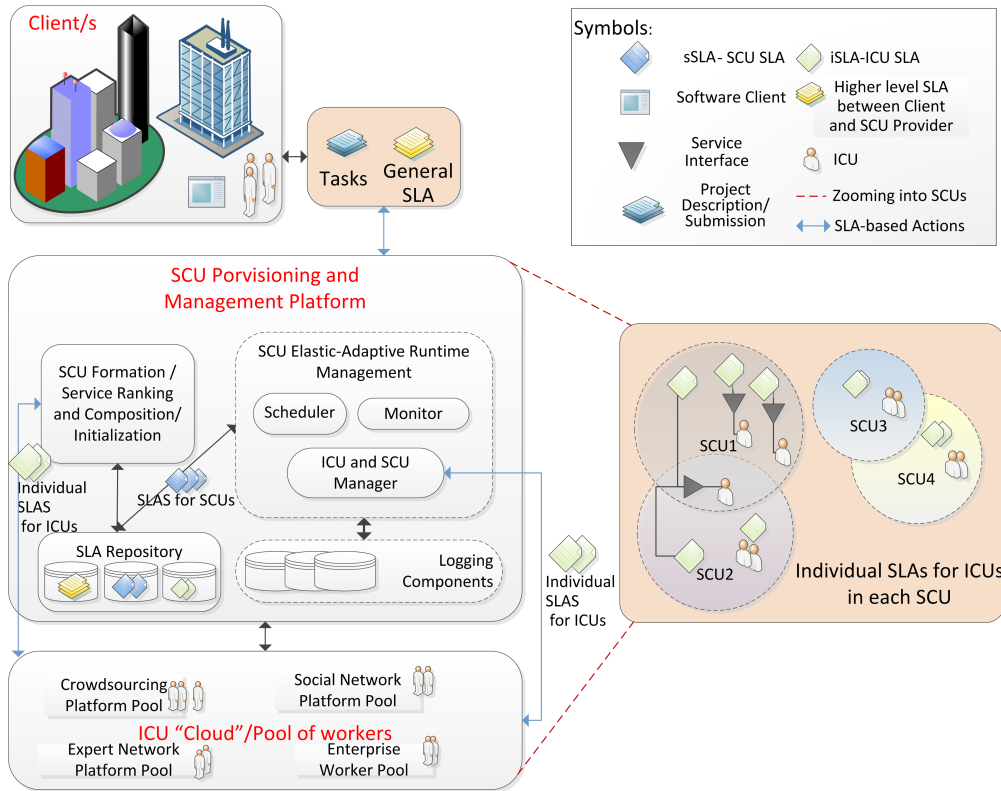 Client/s
Tasks
General
SLA
Symbols:
sSLA - SCU SLA
iSLA-ICU SLA
Software Client
Higher level SLA
between Client
and SCU Provider
Service
Interface
ICU
Project
Description/
Submission
Zooming into SCUs
SLA-based Actions
SCU Porvisioning and
Management Platform
SCU Formation /
Service Ranking
and Composition/
Initialization
SCU Elastic-Adaptive Runtime
Management
Scheduler
Monitor
ICU and SCU
Manager
Individual
SLAS
for ICUs
SLAS for SCUs
SLA Repository
Logging
Components
Individual
SLAS
for ICUs
SCU1
SCU2
SCU3
SCU4
Individual SLAs for ICUs
in each SCU
Crowdsourcing
Platform Pool
Social Network
Platform Pool
ICU “Cloud”/Pool of workers
Expert Network
Platform Pool
Enterprise
Worker Pool